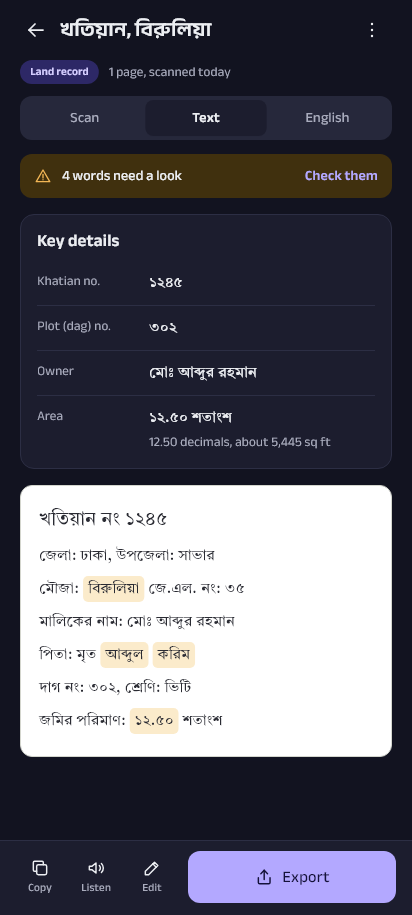 খতিয়ান, বিরুলিয়া
Land record 1 page, scanned today
Scan Text English
4 words need a look Check them
Key details
Khatian no. ১২৪৫
Plot (dag) no. ৩০২
Owner মোঃ আব্দুর রহমান
Area ১২.৫০ শতাংশ
12.50 decimals, about 5,445 sq ft
খতিয়ান নং ১২৪৫
জেলা: ঢাকা, উপজেলা: সাভার
মৌজা: বিরুলিয়া জে.এল. নং: ৩৫
মালিকের নাম: মোঃ আব্দুর রহমান
পিতা: মৃত আব্দুল করিম
দাগ নং: ৩০২, শ্রেণি: ভিটি
জমির পরিমাণ: ১২.৫০ শতাংশ
Copy Listen Edit Export